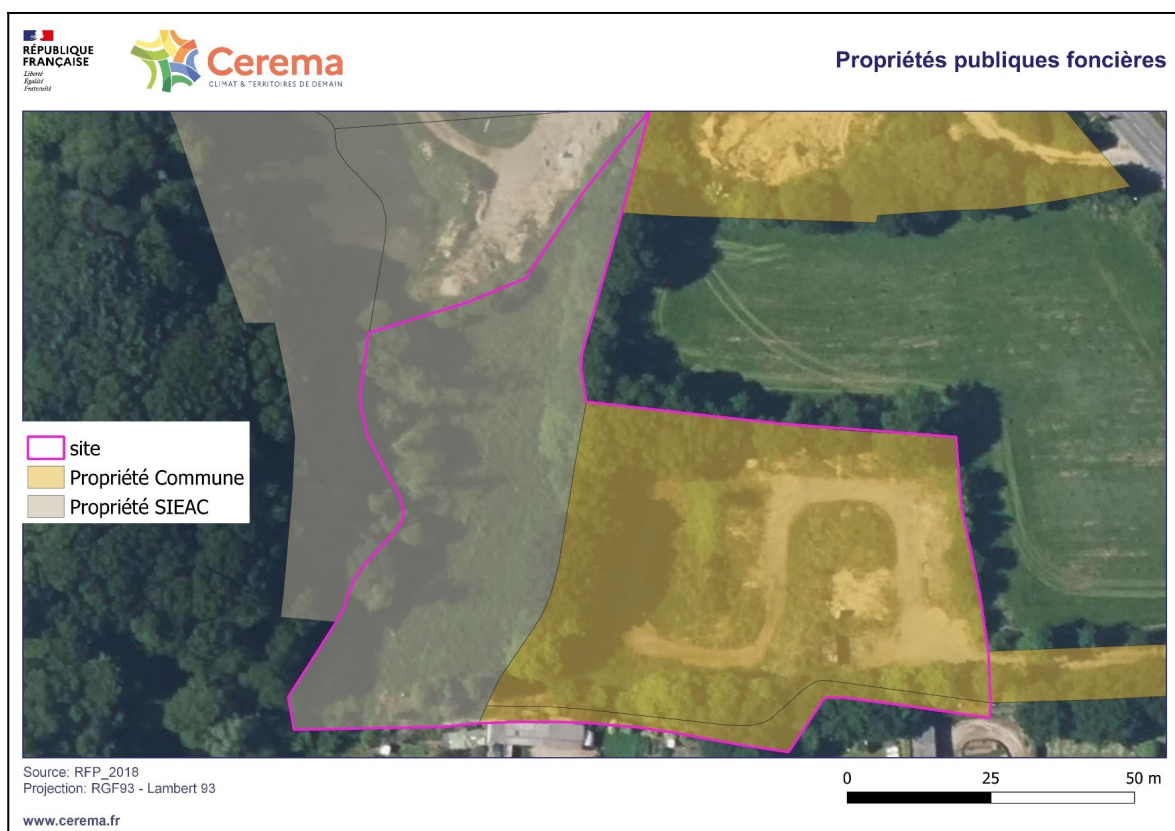 RÉPUBLIQUE
FRANÇAISE
Liberté
Égalité
Fraternité
Cerema
CLIMAT & TERRITOIRES DE DEMAIN
Propriétés publiques foncières
site
Propriété Commune
Propriété SIEAC
Source: RFP_2018
Projection: RGF93 - Lambert 93
www.cerema.fr
0 25 50 m